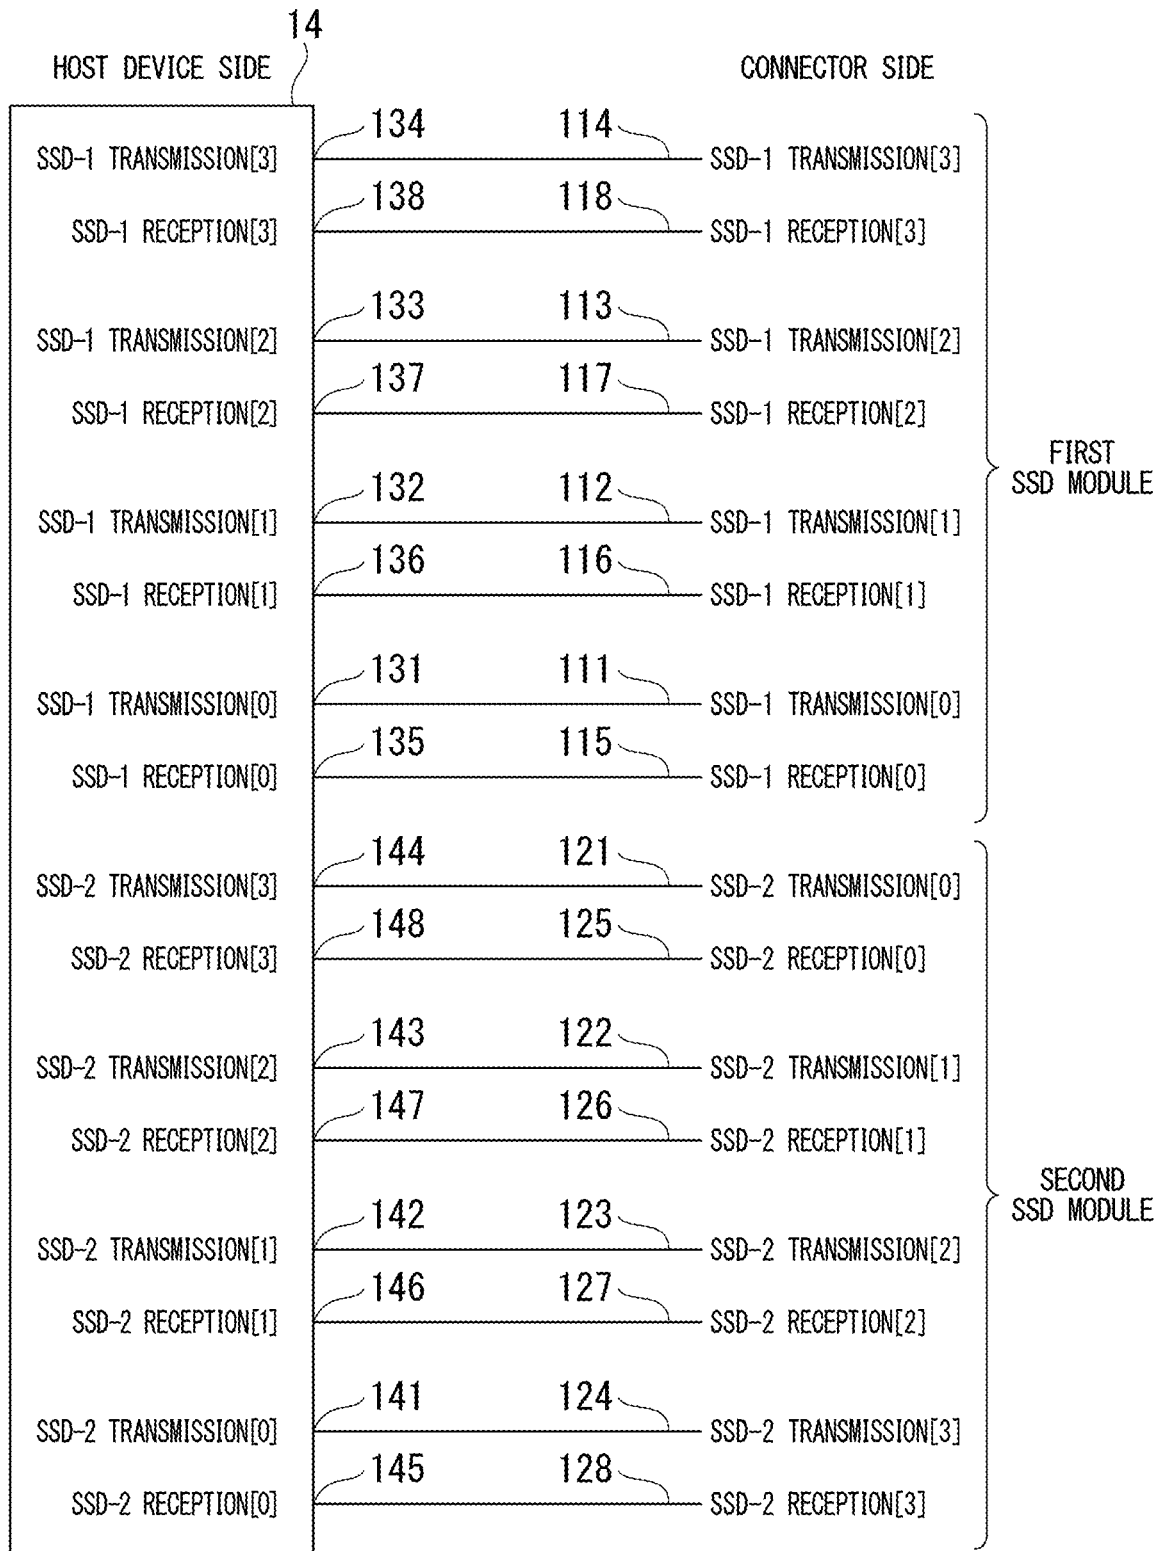 14
HOST DEVICE SIDE
CONNECTOR SIDE
134
114
SSD-1 TRANSMISSION[3]
SSD-1 TRANSMISSION[3]
138
118
SSD-1 RECEPTION[3]
SSD-1 RECEPTION[3]
133
113
SSD-1 TRANSMISSION[2]
SSD-1 TRANSMISSION[2]
137
117
SSD-1 RECEPTION[2]
SSD-1 RECEPTION[2]
FIRST
SSD MODULE
132
112
SSD-1 TRANSMISSION[1]
SSD-1 TRANSMISSION[1]
136
116
SSD-1 RECEPTION[1]
SSD-1 RECEPTION[1]
131
111
SSD-1 TRANSMISSION[0]
SSD-1 TRANSMISSION[0]
135
115
SSD-1 RECEPTION[0]
SSD-1 RECEPTION[0]
144
121
SSD-2 TRANSMISSION[3]
SSD-2 TRANSMISSION[0]
148
125
SSD-2 RECEPTION[3]
SSD-2 RECEPTION[0]
143
122
SSD-2 TRANSMISSION[2]
SSD-2 TRANSMISSION[1]
147
126
SSD-2 RECEPTION[2]
SSD-2 RECEPTION[1]
SECOND
SSD MODULE
142
123
SSD-2 TRANSMISSION[1]
SSD-2 TRANSMISSION[2]
146
127
SSD-2 RECEPTION[1]
SSD-2 RECEPTION[2]
141
124
SSD-2 TRANSMISSION[0]
SSD-2 TRANSMISSION[3]
145
128
SSD-2 RECEPTION[0]
SSD-2 RECEPTION[3]